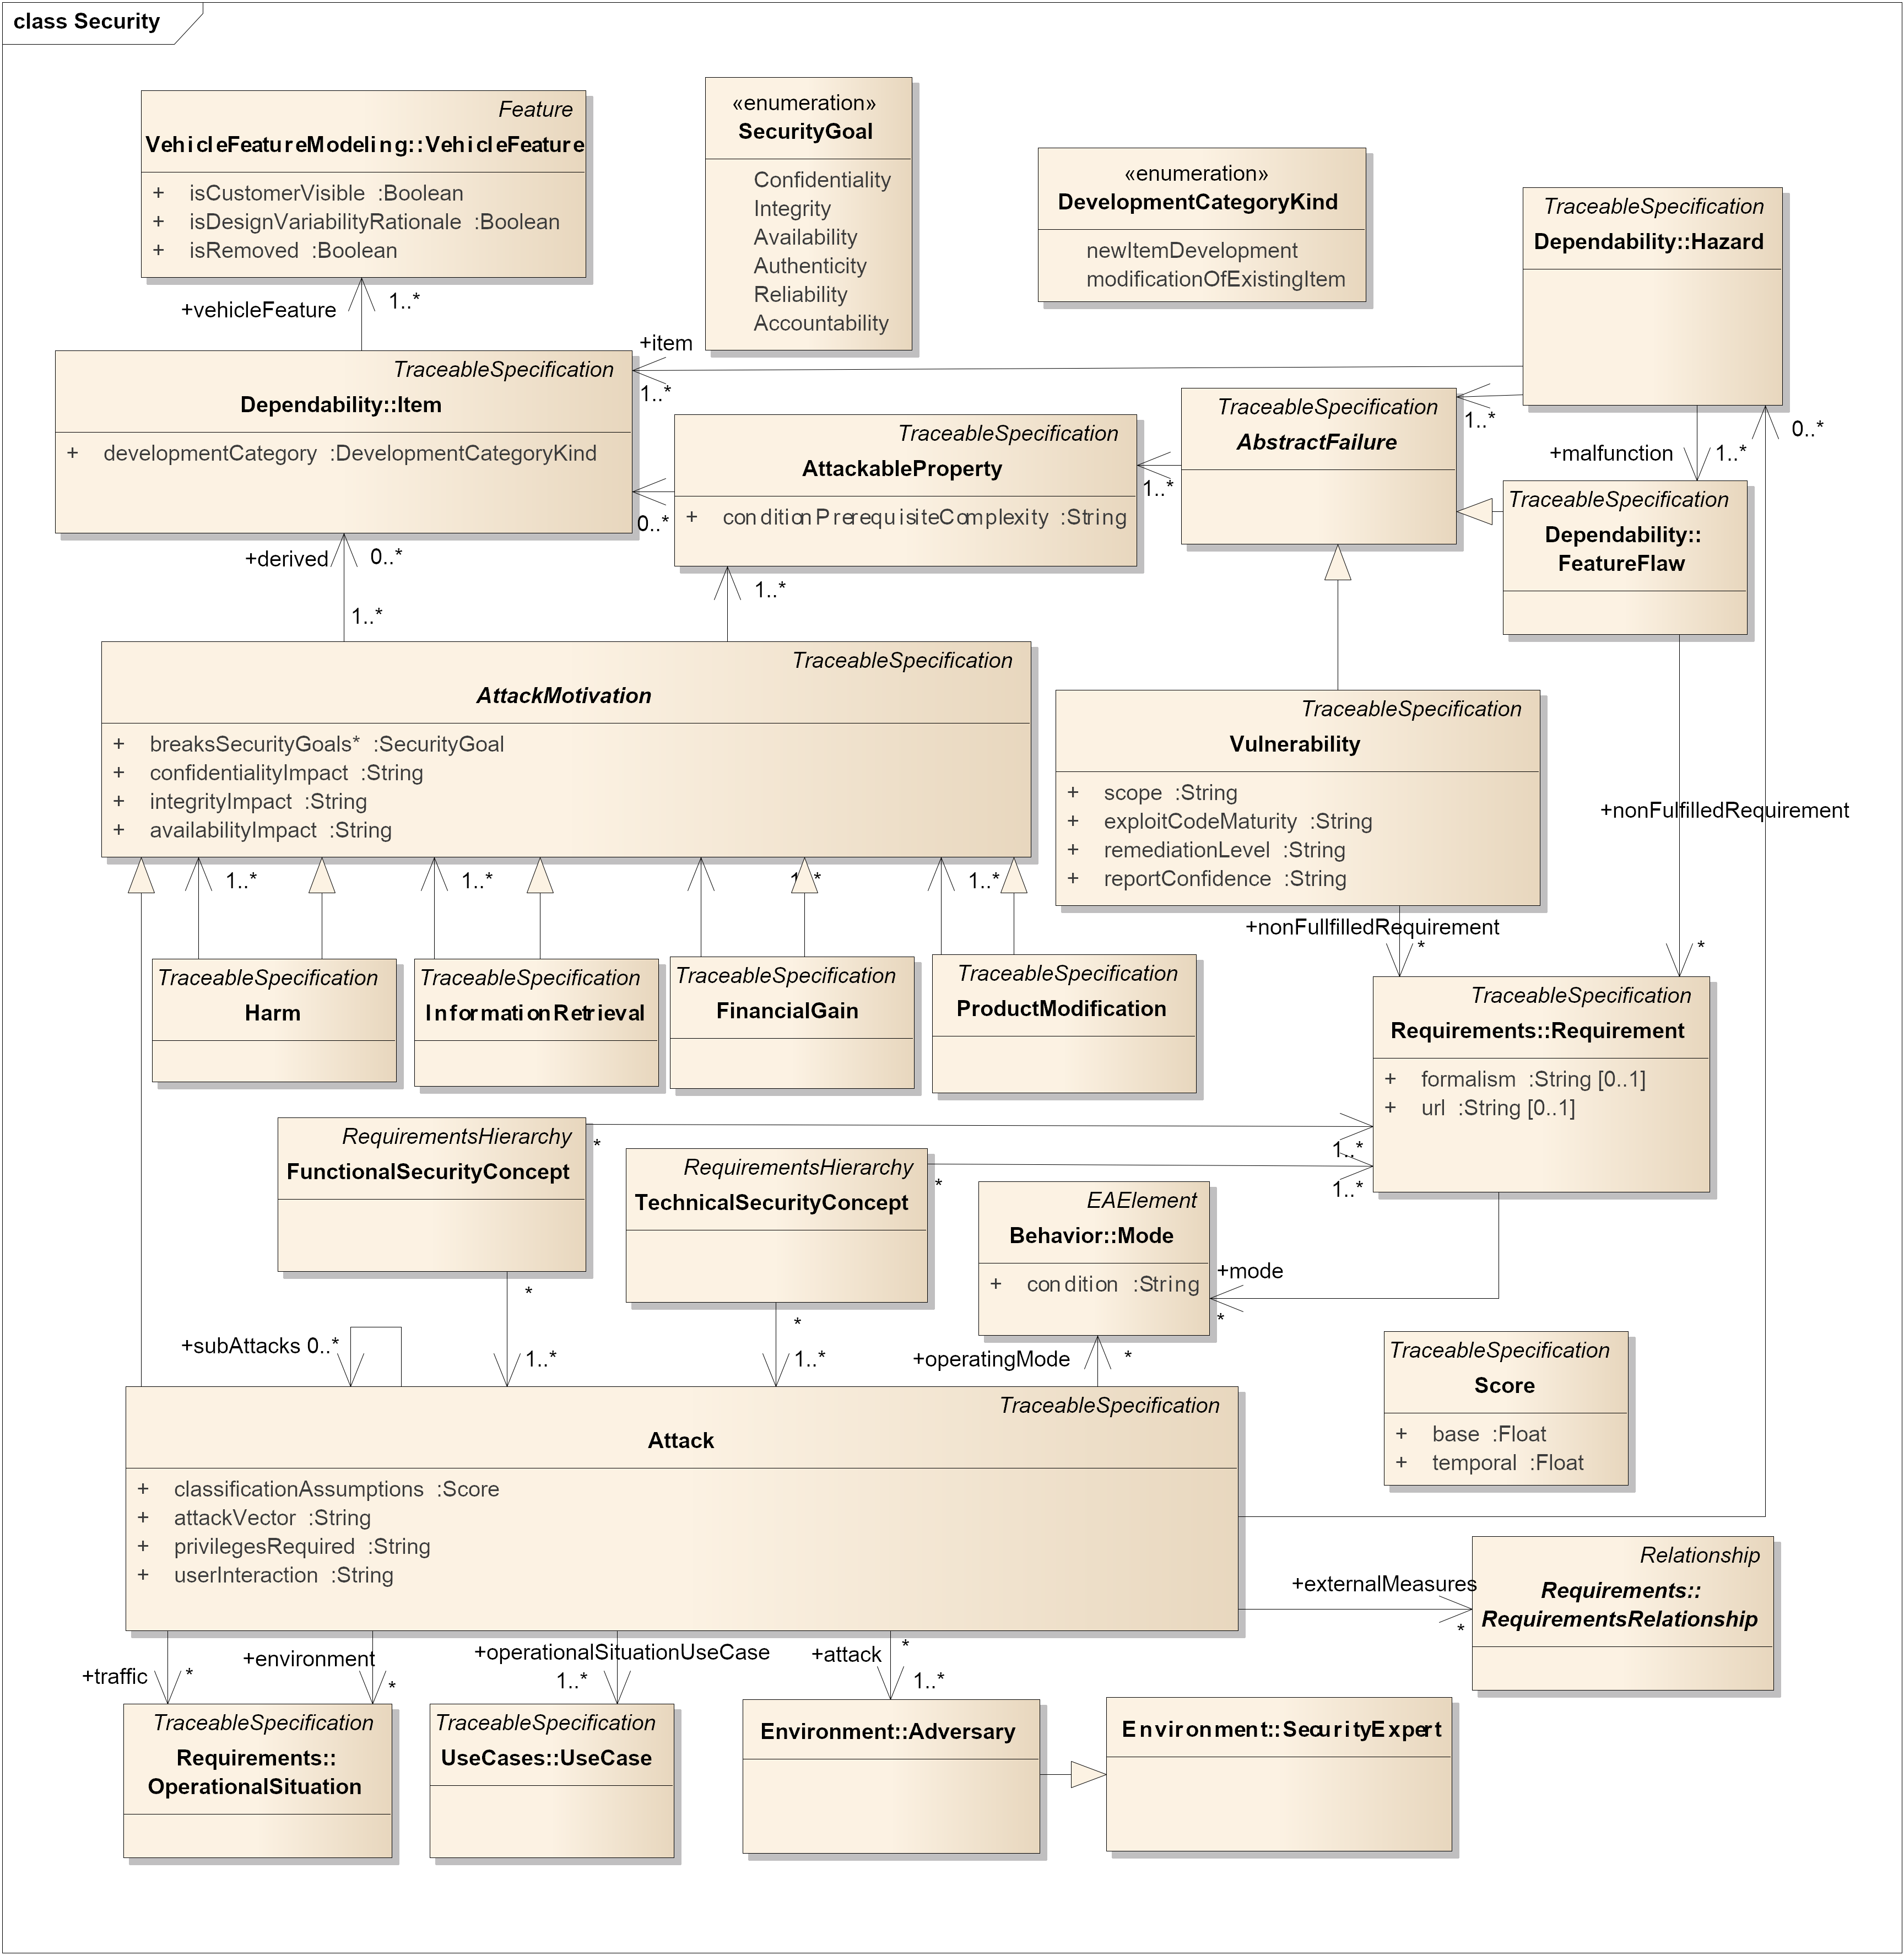 class Security
Feature
VehicleFeatureModeling::VehicleFeature
+ isCustomerVisible :Boolean
+ isDesignVariabilityRationale :Boolean
+ isRemoved :Boolean
«enumeration»
SecurityGoal
Confidentiality
Integrity
Availability
Authenticity
Reliability
Accountability
«enumeration»
DevelopmentCategoryKind
newItemDevelopment
modificationOfExistingItem
TraceableSpecification
Dependability::Hazard
+vehicleFeature
1..*
+item
1..*
TraceableSpecification
Dependability::Item
+ developmentCategory :DevelopmentCategoryKind
0..*
TraceableSpecification
AttackableProperty
+ conditionPrerequisiteComplexity :String
1..*
TraceableSpecification
AbstractFailure
1..*
+malfunction
1..*
0..*
TraceableSpecification
Dependability::
FeatureFlaw
+derived
0..*
1..*
1..*
TraceableSpecification
AttackMotivation
+ breaksSecurityGoals* :SecurityGoal
+ confidentialityImpact :String
+ integrityImpact :String
+ availabilityImpact :String
TraceableSpecification
Vulnerability
+ scope :String
+ exploitCodeMaturity :String
+ remediationLevel :String
+ reportConfidence :String
+nonFulfilledRequirement
*
+nonFullfilledRequirement
*
1..*
1..*
1..*
1..*
TraceableSpecification
Harm
TraceableSpecification
InformationRetrieval
TraceableSpecification
FinancialGain
TraceableSpecification
ProductModification
TraceableSpecification
Requirements::Requirement
+ formalism :String [0..1]
+ url :String [0..1]
RequirementsHierarchy
FunctionalSecurityConcept
*
1..*
RequirementsHierarchy
TechnicalSecurityConcept
*
1..*
EAElement
Behavior::Mode
+ condition :String
+mode
*
*
1..*
*
1..*
+subAttacks 0..*
+operatingMode
*
TraceableSpecification
Score
+ base :Float
+ temporal :Float
TraceableSpecification
Attack
+ classificationAssumptions :Score
+ attackVector :String
+ privilegesRequired :String
+ userInteraction :String
+externalMeasures
*
Relationship
Requirements::
RequirementsRelationship
+traffic
*
+environment
*
+operationalSituationUseCase
1..*
+attack
*
1..*
TraceableSpecification
Requirements::
OperationalSituation
TraceableSpecification
UseCases::UseCase
Environment::Adversary
Environment::SecurityExpert